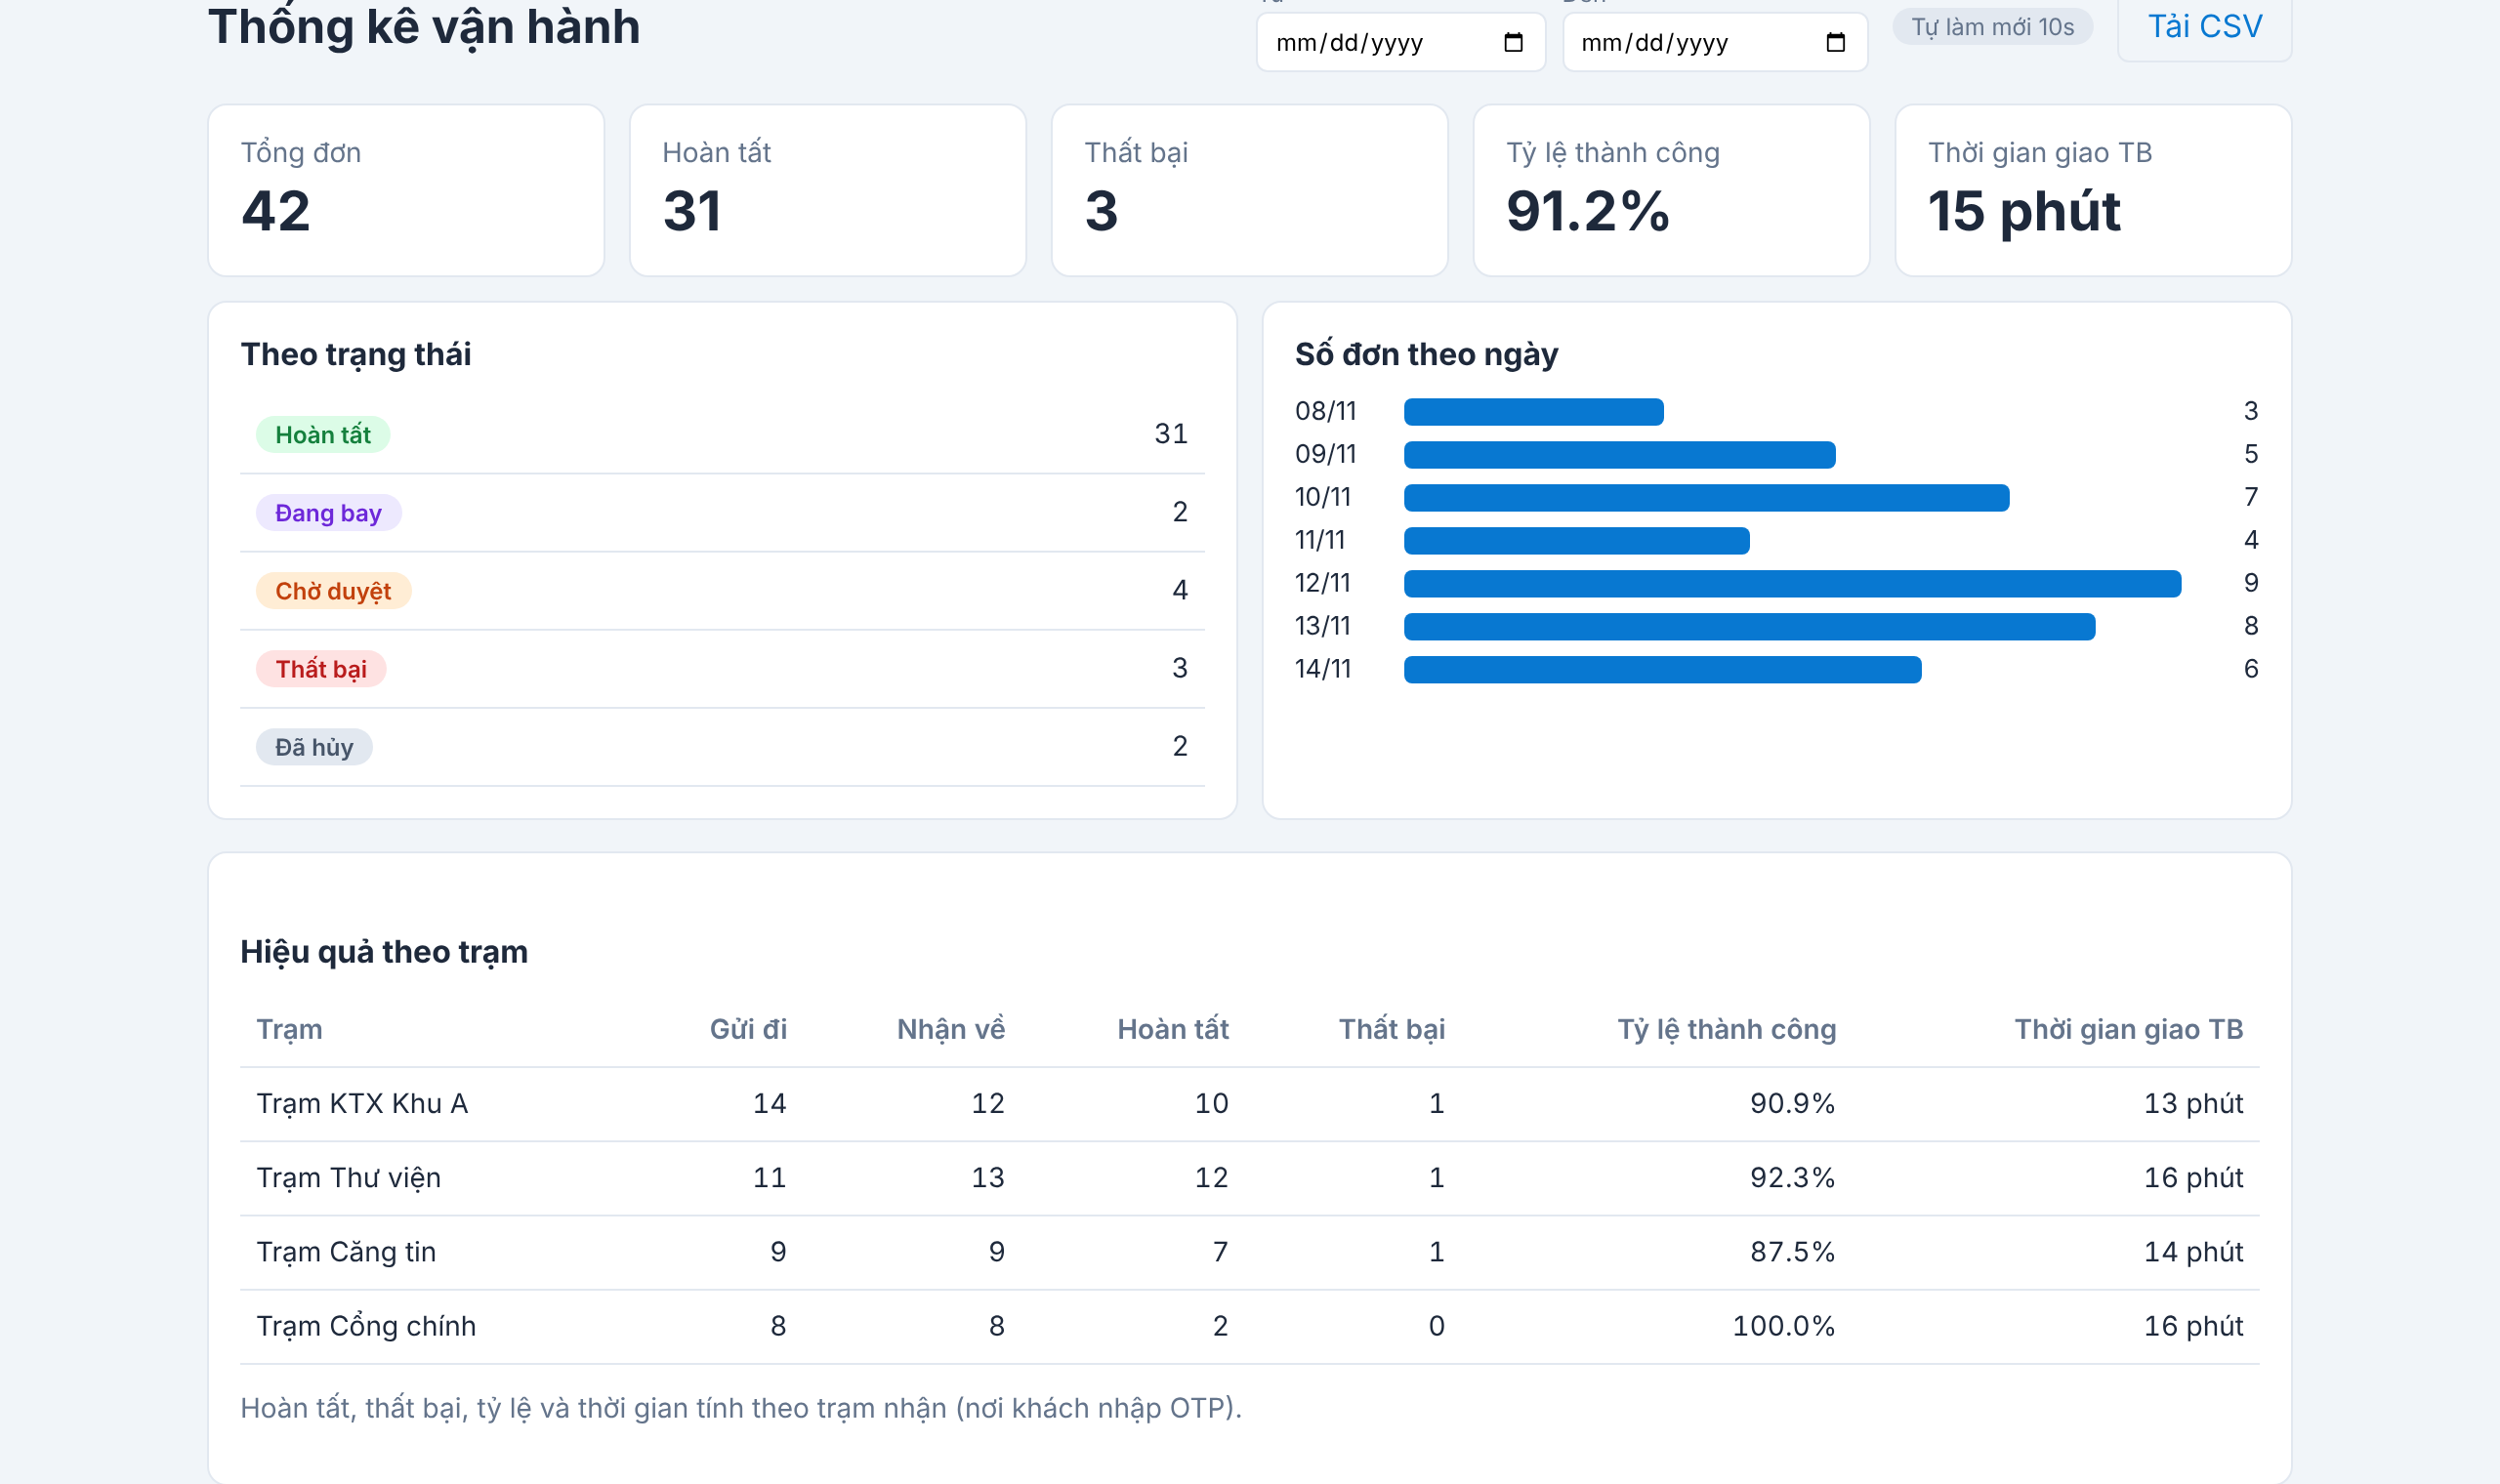 Thống kê vận hành
mm/dd/yyyy mm/dd/yyyy Tự làm mới 10s Tải CSV
Tổng đơn Hoàn tất Thất bại Tỷ lệ thành công Thời gian giao TB
42 31 3 91.2% 15 phút
Theo trạng thái
Hoàn tất 31
Đang bay 2
Chờ duyệt 4
Thất bại 3
Đã hủy 2
Số đơn theo ngày
08/11 3
09/11 5
10/11 7
11/11 4
12/11 9
13/11 8
14/11 6
Hiệu quả theo trạm
Trạm Gửi đi Nhận về Hoàn tất Thất bại Tỷ lệ thành công Thời gian giao TB
Trạm KTX Khu A 14 12 10 1 90.9% 13 phút
Trạm Thư viện 11 13 12 1 92.3% 16 phút
Trạm Căng tin 9 9 7 1 87.5% 14 phút
Trạm Cổng chính 8 8 2 0 100.0% 16 phút
Hoàn tất, thất bại, tỷ lệ và thời gian tính theo trạm nhận (nơi khách nhập OTP).